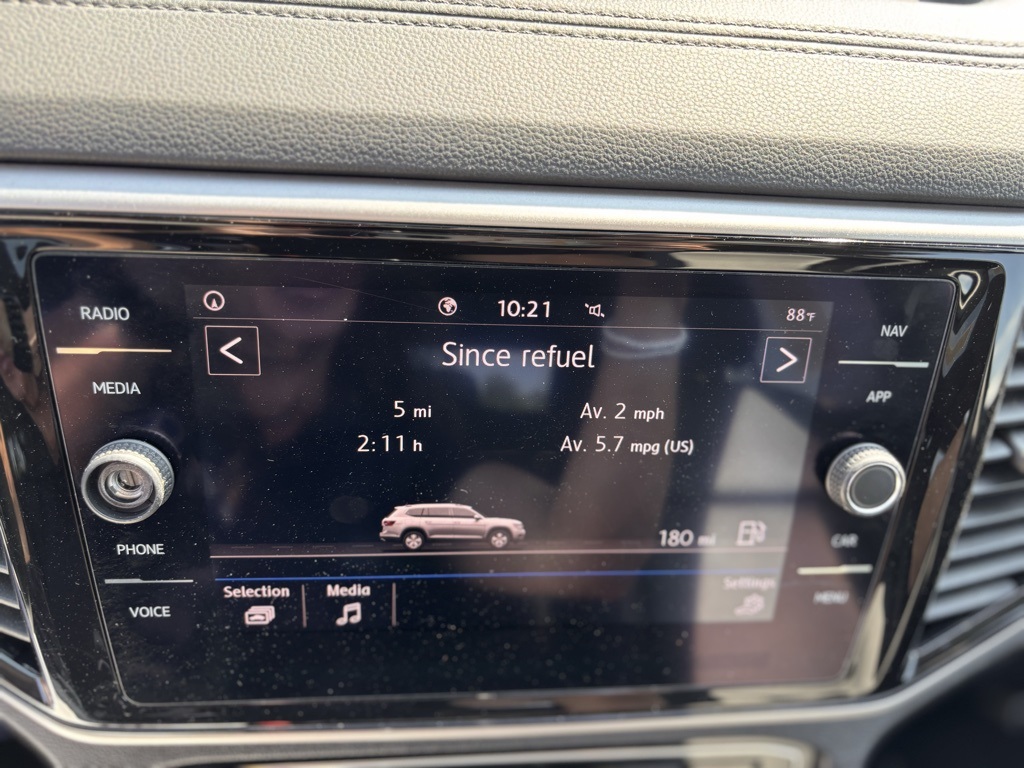 RADIO
MEDIA
PHONE
VOICE
10:21
88°F
<
Since refuel
>
5 mi
Av. 2 mph
2:11 h
Av. 5.7 mpg (US)
180 mi
Selection
Media
Settings
NAV
APP
CAR
MENU